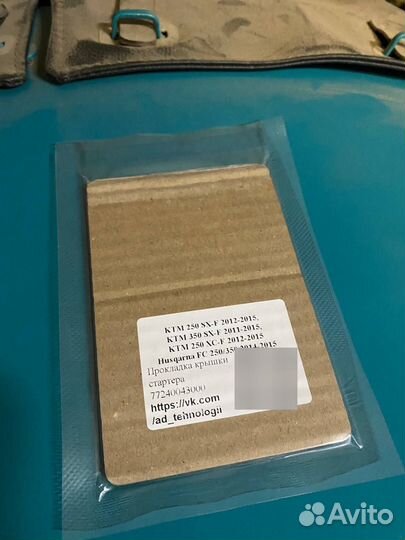 KTM 250 SX-F 2012-2015,
KTM 350 SX-F 2011-2015,
KTM 250 XC-F 2012-2015
Husqarna FC 250/350 2014-2015
Прокладка крышки
стартера
77240043000
https://vk.com
/ad_tehnologii
Avito